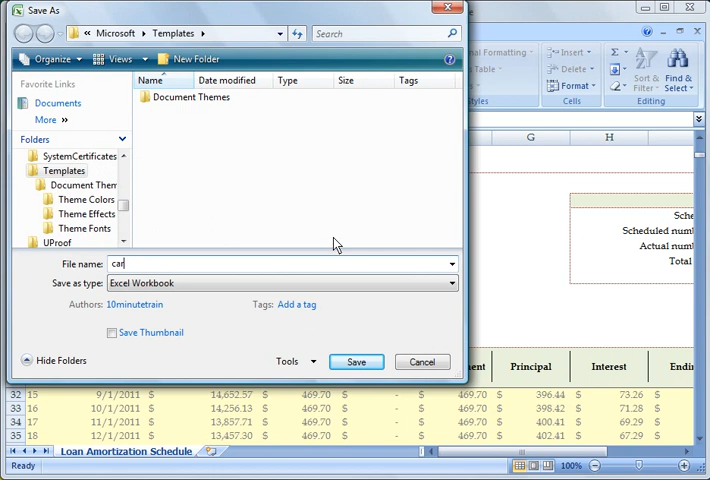 Save As
Microsoft Templates Search
Organize Views New Folder
Favorite Links
Documents
More »
Folders
SystemCertificates
Templates
Document Them
Theme Colors
Theme Effects
Theme Fonts
UProof
Name Date modified Type Size Tags
Document Themes
File name: car
Save as type: Excel Workbook
Authors: 10minutetrain Tags: Add a tag
Save Thumbnail
Hide Folders Tools Save Cancel
Formatting
Table
Styles
Insert
Delete
Format
Cells
Sort & Filter
Find & Select
Editing
G H
Sche
Scheduled num
Actual num
Total
ment Principal Interest Endin
32 15 9/1/2011 $ 14,652.57 $ 469.70 $ - $ 469.70 $ 396.44 $ 73.26 $
33 16 10/1/2011 $ 14,256.13 $ 469.70 $ - $ 469.70 $ 398.42 $ 71.28 $
34 17 11/1/2011 $ 13,857.71 $ 469.70 $ - $ 469.70 $ 400.41 $ 69.29 $
35 18 12/1/2011 $ 13,457.30 $ 469.70 $ - $ 469.70 $ 402.41 $ 67.29 $
Loan Amortization Schedule
Ready 100%